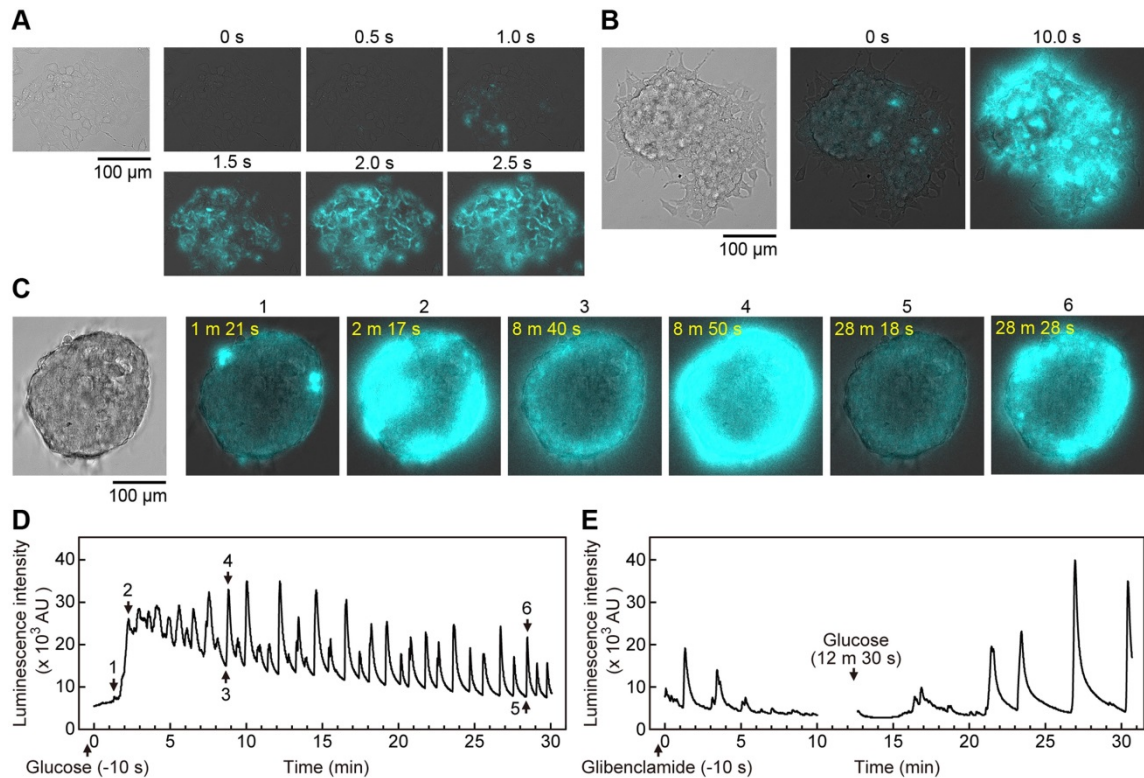 A
0 s 0.5 s 1.0 s
100 µm
1.5 s 2.0 s 2.5 s
B
0 s 10.0 s
100 µm
C
1 2 3 4 5 6
1 m 21 s 2 m 17 s 8 m 40 s 8 m 50 s 28 m 18 s 28 m 28 s
100 µm
D
Luminescence intensity
(x 10³ AU)
40
30
20
10
0
1 2 3 4 5 6
0 5 10 15 20 25 30
Glucose (-10 s) Time (min)
E
Luminescence intensity
(x 10³ AU)
40
30
20
10
0
Glucose
(12 m 30 s)
0 5 10 15 20 25 30
Glibenclamide (-10 s) Time (min)